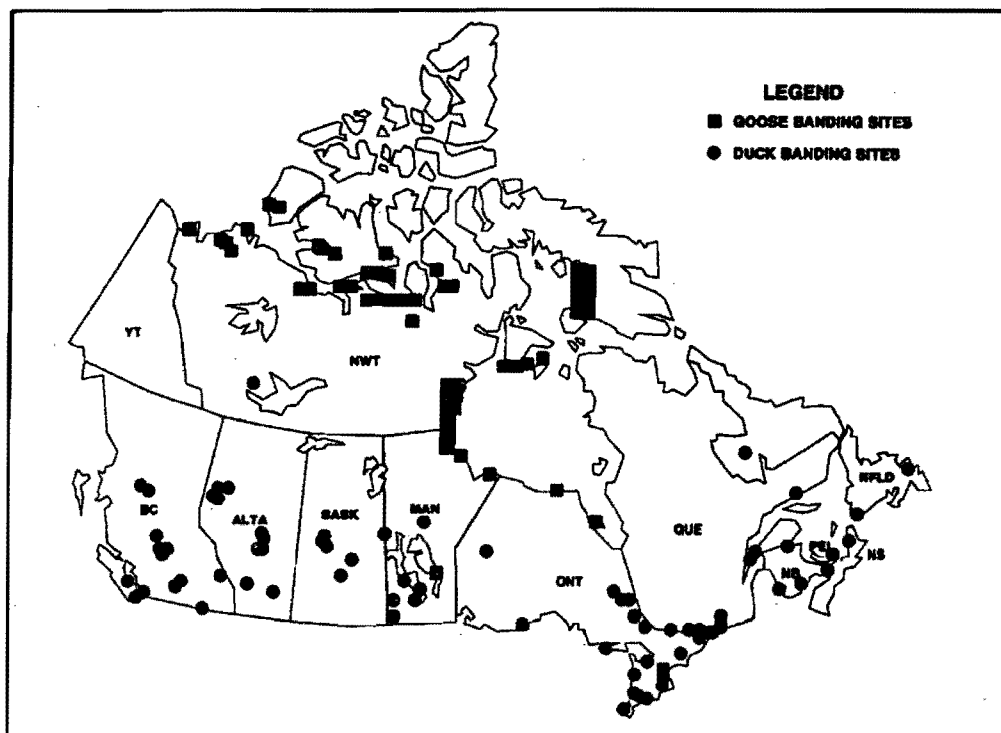 LEGEND
GOOSE BANDING SITES
DUCK BANDING SITES
YT
NWT
BC
ALTA
SASK
MAN
ONT
QUE
NFLD
PEI
NB
NS